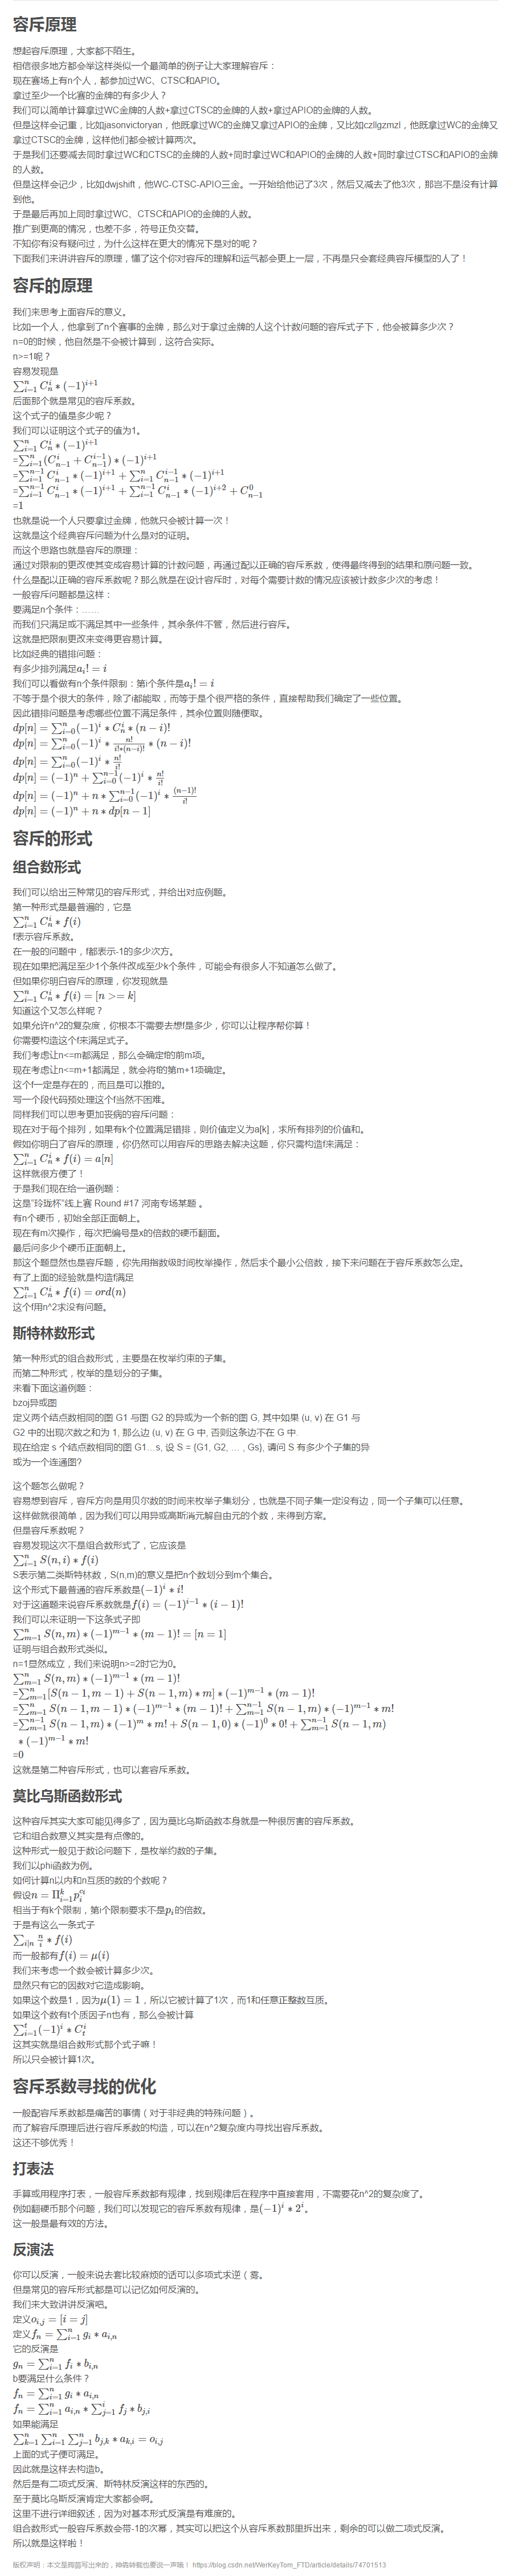 容斥原理
想起容斥原理，大家都不陌生。
相信很多地方都会举这样类似一个最简单的例子让大家理解容斥：
现在赛场上有n个人，都参加过WC、CTSC和APIO。
拿过至少一个比赛的金牌的有多少人？
我们可以简单计算拿过WC金牌的人数+拿过CTSC的金牌的人数+拿过APIO的金牌的人数。
但是这样会记重，比如jasonvictoryan，他既拿过WC的金牌又拿过APIO的金牌，又比如czllgzmzl，他既拿过WC的金牌又
拿过CTSC的金牌，这样他们都会被计算两次。
于是我们还要减去同时拿过WC和CTSC的金牌的人数+同时拿过WC和APIO的金牌的人数+同时拿过CTSC和APIO的金牌
的人数。
但是这样会记少，比如dwjshift，他WC-CTSC-APIO三金。一开始给他记了3次，然后又减去了他3次，那岂不是没有计算
到他。
于是最后再加上同时拿过WC、CTSC和APIO的金牌的人数。
推广到更高的情况，也差不多，符号正负交替。
不知你有没有疑问过，为什么这样在更大的情况下是对的呢？
下面我们来讲讲容斥的原理，懂了这个你对容斥的理解和运气都会更上一层，不再是只会套经典容斥模型的人了！
容斥的原理
我们来思考上面容斥的意义。
比如一个人，他拿到了n个赛事的金牌，那么对于拿过金牌的人这个计数问题的容斥式子下，他会被算多少次？
n=0的时候，他自然是不会被计算到，这符合实际。
n>=1呢？
容易发现是
∑_{i=1}^n C_n^i ∗ (−1)^{i+1}
后面那个就是常见的容斥系数。
这个式子的值是多少呢？
我们可以证明这个式子的值为1。
∑_{i=1}^n C_n^i ∗ (−1)^{i+1}
=∑_{i=1}^n (C_{n−1}^i + C_{n−1}^{i−1}) ∗ (−1)^{i+1}
=∑_{i=1}^{n−1} C_{n−1}^i ∗ (−1)^{i+1} + ∑_{i=1}^n C_{n−1}^{i−1} ∗ (−1)^{i+1}
=∑_{i=1}^{n−1} C_{n−1}^i ∗ (−1)^{i+1} + ∑_{i=1}^{n−1} C_{n−1}^i ∗ (−1)^{i+2} + C_{n−1}^0
=1
也就是说一个人只要拿过金牌，他就只会被计算一次！
这就是这个经典容斥问题为什么是对的证明。
而这个思路也就是容斥的原理：
通过对限制的更改使其变成容易计算的计数问题，再通过配以正确的容斥系数，使得最终得到的结果和原问题一致。
什么是配以正确的容斥系数呢？那么就是在设计容斥时，对每个需要计数的情况应该被计数多少次的考虑！
一般容斥问题都是这样：
要满足n个条件：……
而我们只满足或不满足其中一些条件，其余条件不管，然后进行容斥。
这就是把限制更改来变得更容易计算。
比如经典的错排问题：
有多少排列满足a_i! = i
我们可以看做有n个条件限制：第i个条件是a_i! = i
不等于是个很大的条件，除了i都能取，而等于是个很严格的条件，直接帮助我们确定了一些位置。
因此错排问题是考虑哪些位置不满足条件，其余位置则随便取。
dp[n] = ∑_{i=0}^n (−1)^i ∗ C_n^i ∗ (n − i)!
dp[n] = ∑_{i=0}^n (−1)^i ∗ \frac{n!}{i!∗(n−i)!} ∗ (n − i)!
dp[n] = ∑_{i=0}^n (−1)^i ∗ \frac{n!}{i!}
dp[n] = (−1)^n + ∑_{i=0}^{n−1} (−1)^i ∗ \frac{n!}{i!}
dp[n] = (−1)^n + n ∗ ∑_{i=0}^{n−1} (−1)^i ∗ \frac{(n−1)!}{i!}
dp[n] = (−1)^n + n ∗ dp[n − 1]
容斥的形式
组合数形式
我们可以给出三种常见的容斥形式，并给出对应例题。
第一种形式是最普遍的，它是
∑_{i=1}^n C_n^i ∗ f(i)
f表示容斥系数。
在一般的问题中，f都表示-1的多少次方。
现在如果把满足至少1个条件改成至少k个条件，可能会有很多人不知道怎么做了。
但如果你明白容斥的原理，你发现就是
∑_{i=1}^n C_n^i ∗ f(i) = [n >= k]
知道这个又怎么样呢？
如果允许n^2的复杂度，你根本不需要去想f是多少，你可以让程序帮你算！
你需要构造这个f来满足式子。
我们考虑让n<=m都满足，那么会确定f的前m项。
现在考虑让n<=m+1都满足，就会将f的第m+1项确定。
这个f一定是存在的，而且是可以推的。
写一个段代码预处理这个f当然不困难。
同样我们可以思考更加丧病的容斥问题：
现在对于每个排列，如果有k个位置满足错排，则价值定义为a[k]，求所有排列的价值和。
假如你明白了容斥的原理，你仍然可以用容斥的思路去解决这题，你只需构造f来满足：
∑_{i=1}^n C_n^i ∗ f(i) = a[n]
这样就很方便了！
于是我们现在给一道例题：
这是“玲珑杯”线上赛 Round #17 河南专场某题 。
有n个硬币，初始全部正面朝上。
现在有m次操作，每次把编号是x的倍数的硬币翻面。
最后问多少个硬币正面朝上。
那这个题显然也是容斥题，你先用指数级时间枚举操作，然后求个最小公倍数，接下来问题在于容斥系数怎么定。
有了上面的经验就是构造f满足
∑_{i=1}^n C_n^i ∗ f(i) = ord(n)
这个f用n^2求没有问题。
斯特林数形式
第一种形式的组合数形式，主要是在枚举约束的子集。
而第二种形式，枚举的是划分的子集。
来看下面这道例题：
bzoj异或图
定义两个结点数相同的图 G1 与图 G2 的异或为一个新的图 G, 其中如果 (u, v) 在 G1 与
G2 中的出现次数之和为 1, 那么边 (u, v) 在 G 中, 否则这条边不在 G 中.
现在给定 s 个结点数相同的图 G1…s, 设 S = {G1, G2, … , Gs}, 请问 S 有多少个子集的异
或为一个连通图?
这个题怎么做呢？
容易想到容斥，容斥方向是用贝尔数的时间来枚举子集划分，也就是不同子集一定没有边，同一个子集可以任意。
这样做就很简单，因为我们可以用异或高斯消元解自由元的个数，来得到方案。
但是容斥系数呢？
容易发现这次不是组合数形式了，它应该是
∑_{i=1}^n S(n, i) ∗ f(i)
S表示第二类斯特林数，S(n,m)的意义是把n个数划分到m个集合。
这个形式下最普通的容斥系数是(−1)^i ∗ i!
对于这道题来说容斥系数就是f(i) = (−1)^{i−1} ∗ (i − 1)!
我们可以来证明一下这条式子即
∑_{m=1}^n S(n, m) ∗ (−1)^{m−1} ∗ (m − 1)! = [n = 1]
证明与组合数形式类似。
n=1显然成立，我们来说明n>=2时它为0。
∑_{m=1}^n S(n, m) ∗ (−1)^{m−1} ∗ (m − 1)!
=∑_{m=1}^n [S(n − 1, m − 1) + S(n − 1, m) ∗ m] ∗ (−1)^{m−1} ∗ (m − 1)!
=∑_{m=1}^n S(n − 1, m − 1) ∗ (−1)^{m−1} ∗ (m − 1)! + ∑_{m=1}^{n−1} S(n − 1, m) ∗ (−1)^{m−1} ∗ m!
=∑_{m=1}^{n−1} S(n − 1, m) ∗ (−1)^m ∗ m! + S(n − 1, 0) ∗ (−1)^0 ∗ 0! + ∑_{m=1}^{n−1} S(n − 1, m)
∗ (−1)^{m−1} ∗ m!
=0
这就是第二种容斥形式，也可以套容斥系数。
莫比乌斯函数形式
这种容斥其实大家可能见得多了，因为莫比乌斯函数本身就是一种很厉害的容斥系数。
它和组合数意义其实是有点像的。
这种形式一般见于数论问题下，是枚举约数的子集。
我们以phi函数为例。
如何计算n以内和n互质的数的个数呢？
假设n = Π_{i=1}^k p_i^{c_i}
相当于有k个限制，第i个限制要求不是p_i的倍数。
于是有这么一条式子
∑_{i|n} \frac{n}{i} ∗ f(i)
而一般都有f(i) = μ(i)
我们来考虑一个数会被计算多少次。
显然只有它的因数对它造成影响。
如果这个数是1，因为μ(1) = 1，所以它被计算了1次，而1和任意正整数互质。
如果这个数有t个质因子n也有，那么会被计算
∑_{i=1}^t (−1)^i ∗ C_t^i
这其实就是组合数形式那个式子嘛！
所以只会被计算1次。
容斥系数寻找的优化
一般配容斥系数都是痛苦的事情（对于非经典的特殊问题）。
而了解容斥原理后进行容斥系数的构造，可以在n^2复杂度内寻找出容斥系数。
这还不够优秀！
打表法
手算或用程序打表，一般容斥系数都有规律，找到规律后在程序中直接套用，不需要花n^2的复杂度了。
例如翻硬币那个问题，我们可以发现它的容斥系数有规律，是(−1)^i ∗ 2^i。
这一般是最有效的方法。
反演法
你可以反演，一般来说去套比较麻烦的话可以多项式求逆（雾。
但是常见的容斥形式都是可以记忆如何反演的。
我们来大致讲讲反演吧。
定义o_{i,j} = [i = j]
定义f_n = ∑_{i=1}^n g_i ∗ a_{i,n}
它的反演是
g_n = ∑_{i=1}^n f_i ∗ b_{i,n}
b要满足什么条件？
f_n = ∑_{i=1}^n g_i ∗ a_{i,n}
f_n = ∑_{i=1}^n a_{i,n} ∗ ∑_{j=1}^i f_j ∗ b_{j,i}
如果能满足
∑_{k=1}^n ∑_{i=1}^n ∑_{j=1}^n b_{j,k} ∗ a_{k,i} = o_{i,j}
上面的式子便可满足。
因此就是这样去构造b。
然后是有二项式反演、斯特林反演这样的东西的。
至于莫比乌斯反演肯定大家都会啊。
这里不进行详细叙述，因为对基本形式反演是有难度的。
组合数形式一般容斥系数会带-1的次幂，其实可以把这个从容斥系数那里拆出来，剩余的可以做二项式反演。
所以就是这样啦！
版权声明：本文是蒟蒻写出来的，神犇转载也要说一声哦！ https://blog.csdn.net/WerKeyTom_FTD/article/details/74701513